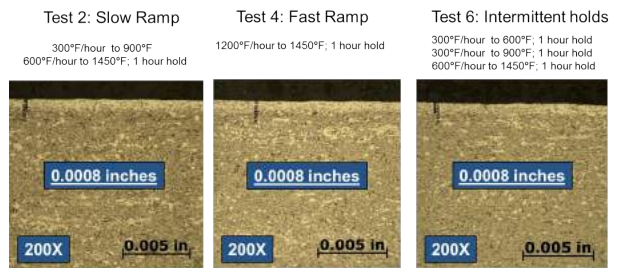 Test 2: Slow Ramp
300°F/hour to 900°F
600°F/hour to 1450°F; 1 hour hold
0.0008 inches
200X
0.005 in
Test 4: Fast Ramp
1200°F/hour to 1450°F; 1 hour hold
0.0008 inches
200X
0.005 in
Test 6: Intermittent holds
300°F/hour to 600°F; 1 hour hold
300°F/hour to 900°F; 1 hour hold
600°F/hour to 1450°F; 1 hour hold
0.0008 inches
200X
0.005 in